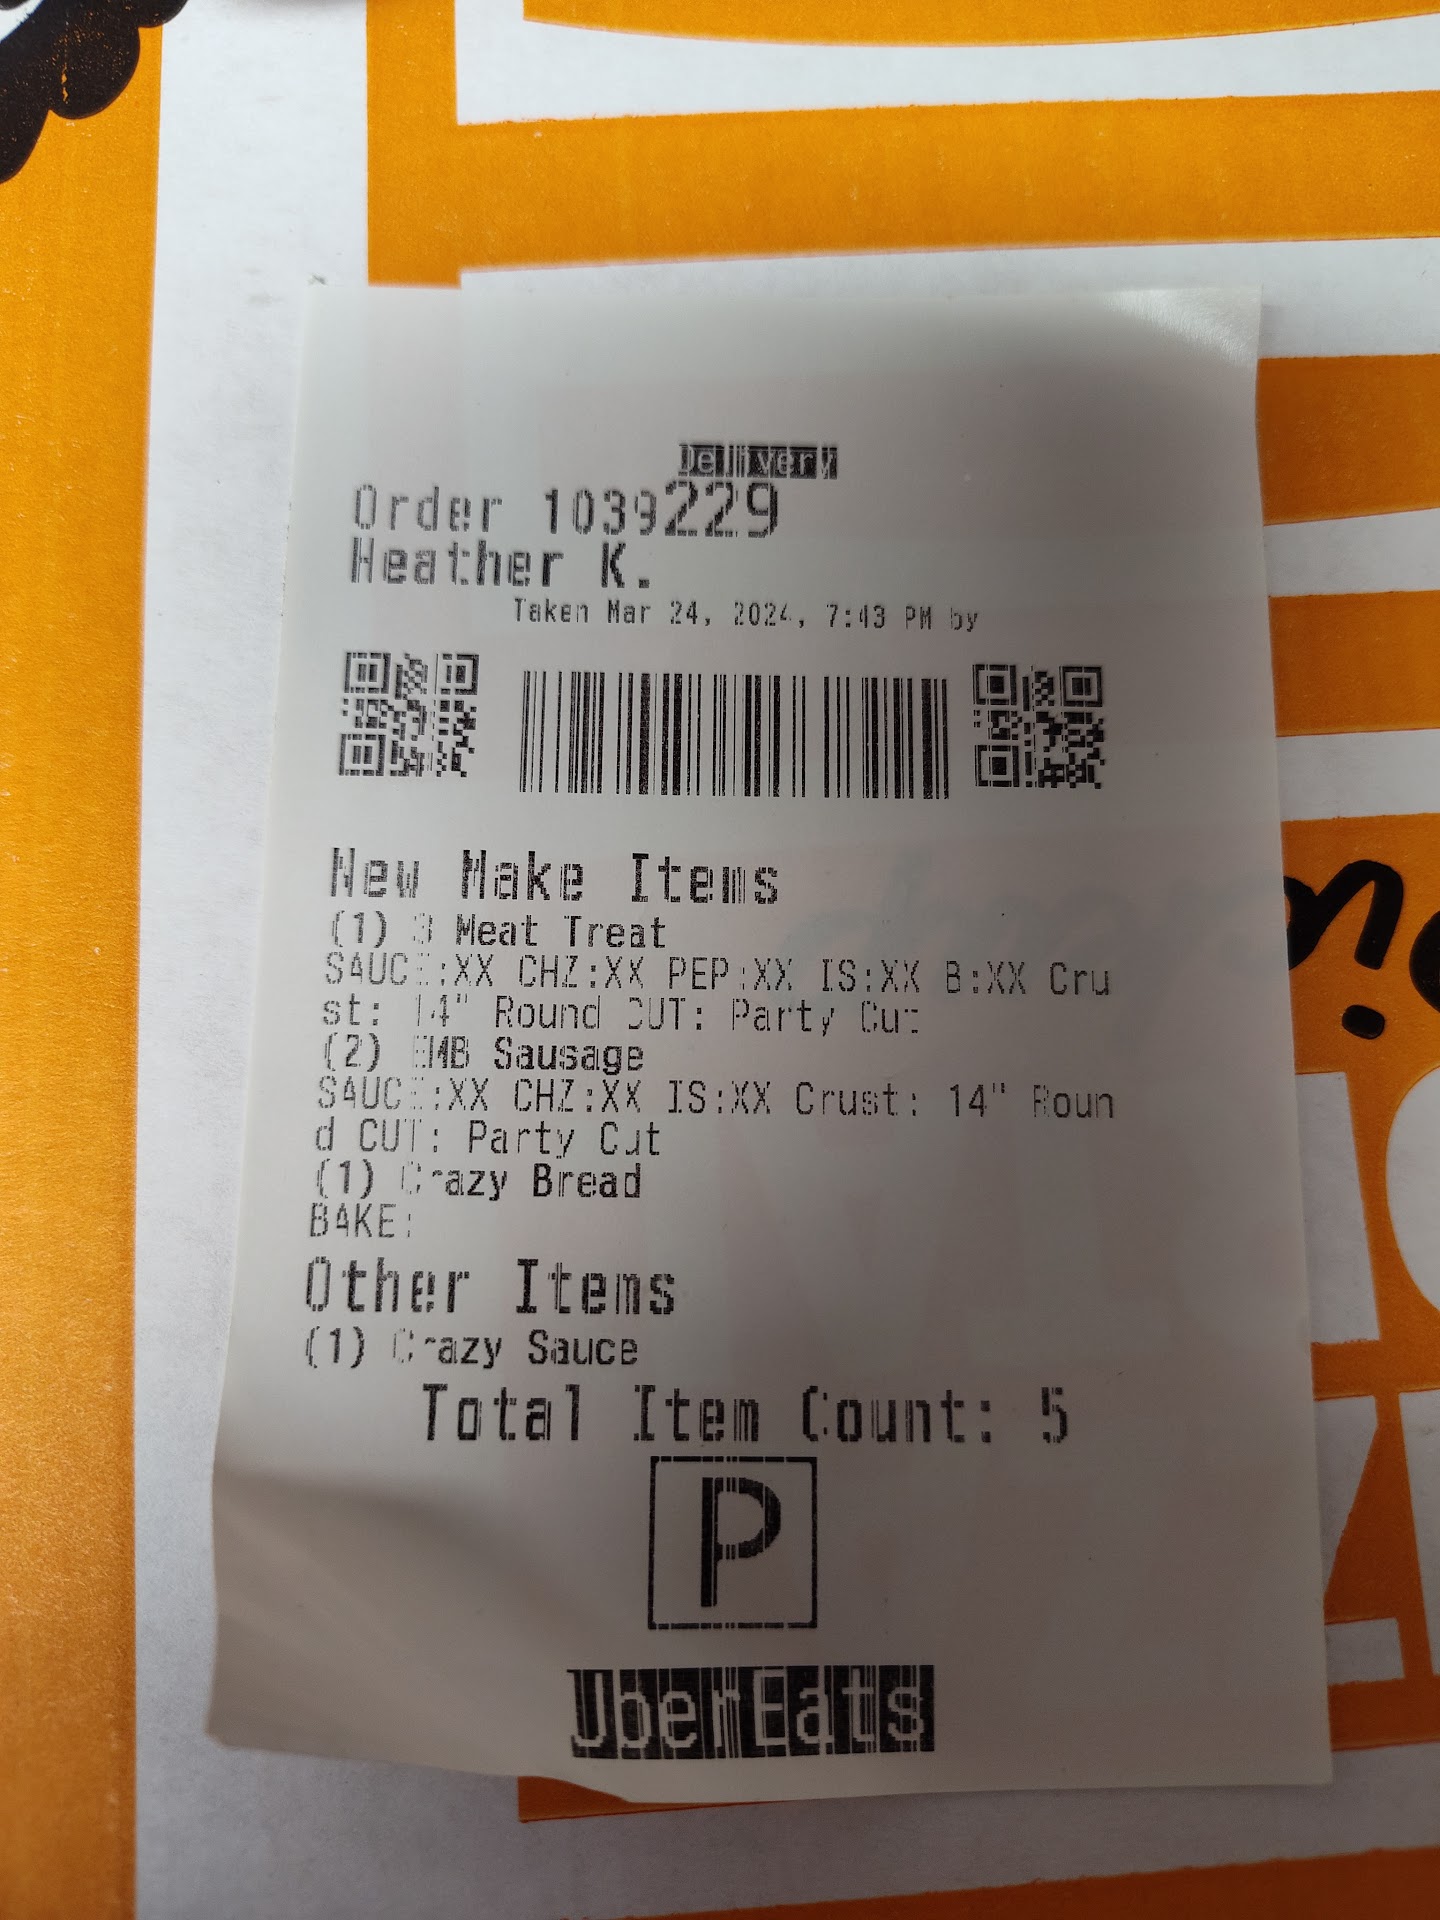 Delivery
Order 1039229
Heather K.
Taken Mar 24, 2024, 7:43 PM by
New Make Items
(1) 3 Meat Treat
SAUCE:XX CHZ:XX PEP:XX IS:XX B:XX Cru
st: 14" Round CUT: Party Cut
(2) EMB Sausage
SAUCE:XX CHZ:XX IS:XX Crust: 14" Roun
d CUT: Party Cut
(1) Crazy Bread
BAKE:
Other Items
(1) Crazy Sauce
Total Item Count: 5
P
UberEats